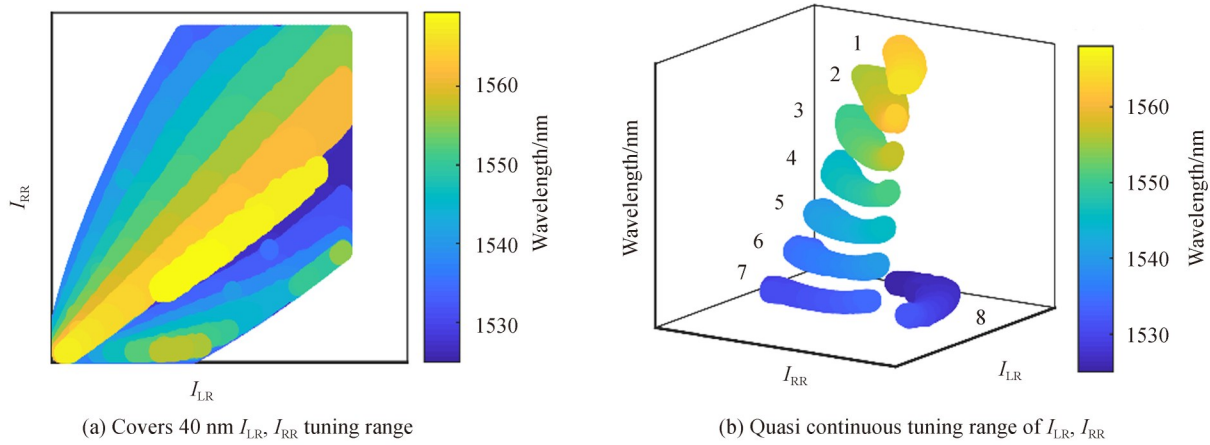 1560
1550
1540
1530
Wavelength/nm
I_RR
I_LR
(a) Covers 40 nm I_LR, I_RR tuning range
1
2
3
4
5
6
7
8
Wavelength/nm
I_RR
I_LR
1560
1550
1540
1530
Wavelength/nm
(b) Quasi continuous tuning range of I_LR, I_RR